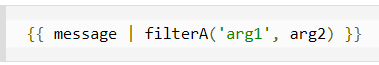 {{ message | filterA('arg1', arg2) }}